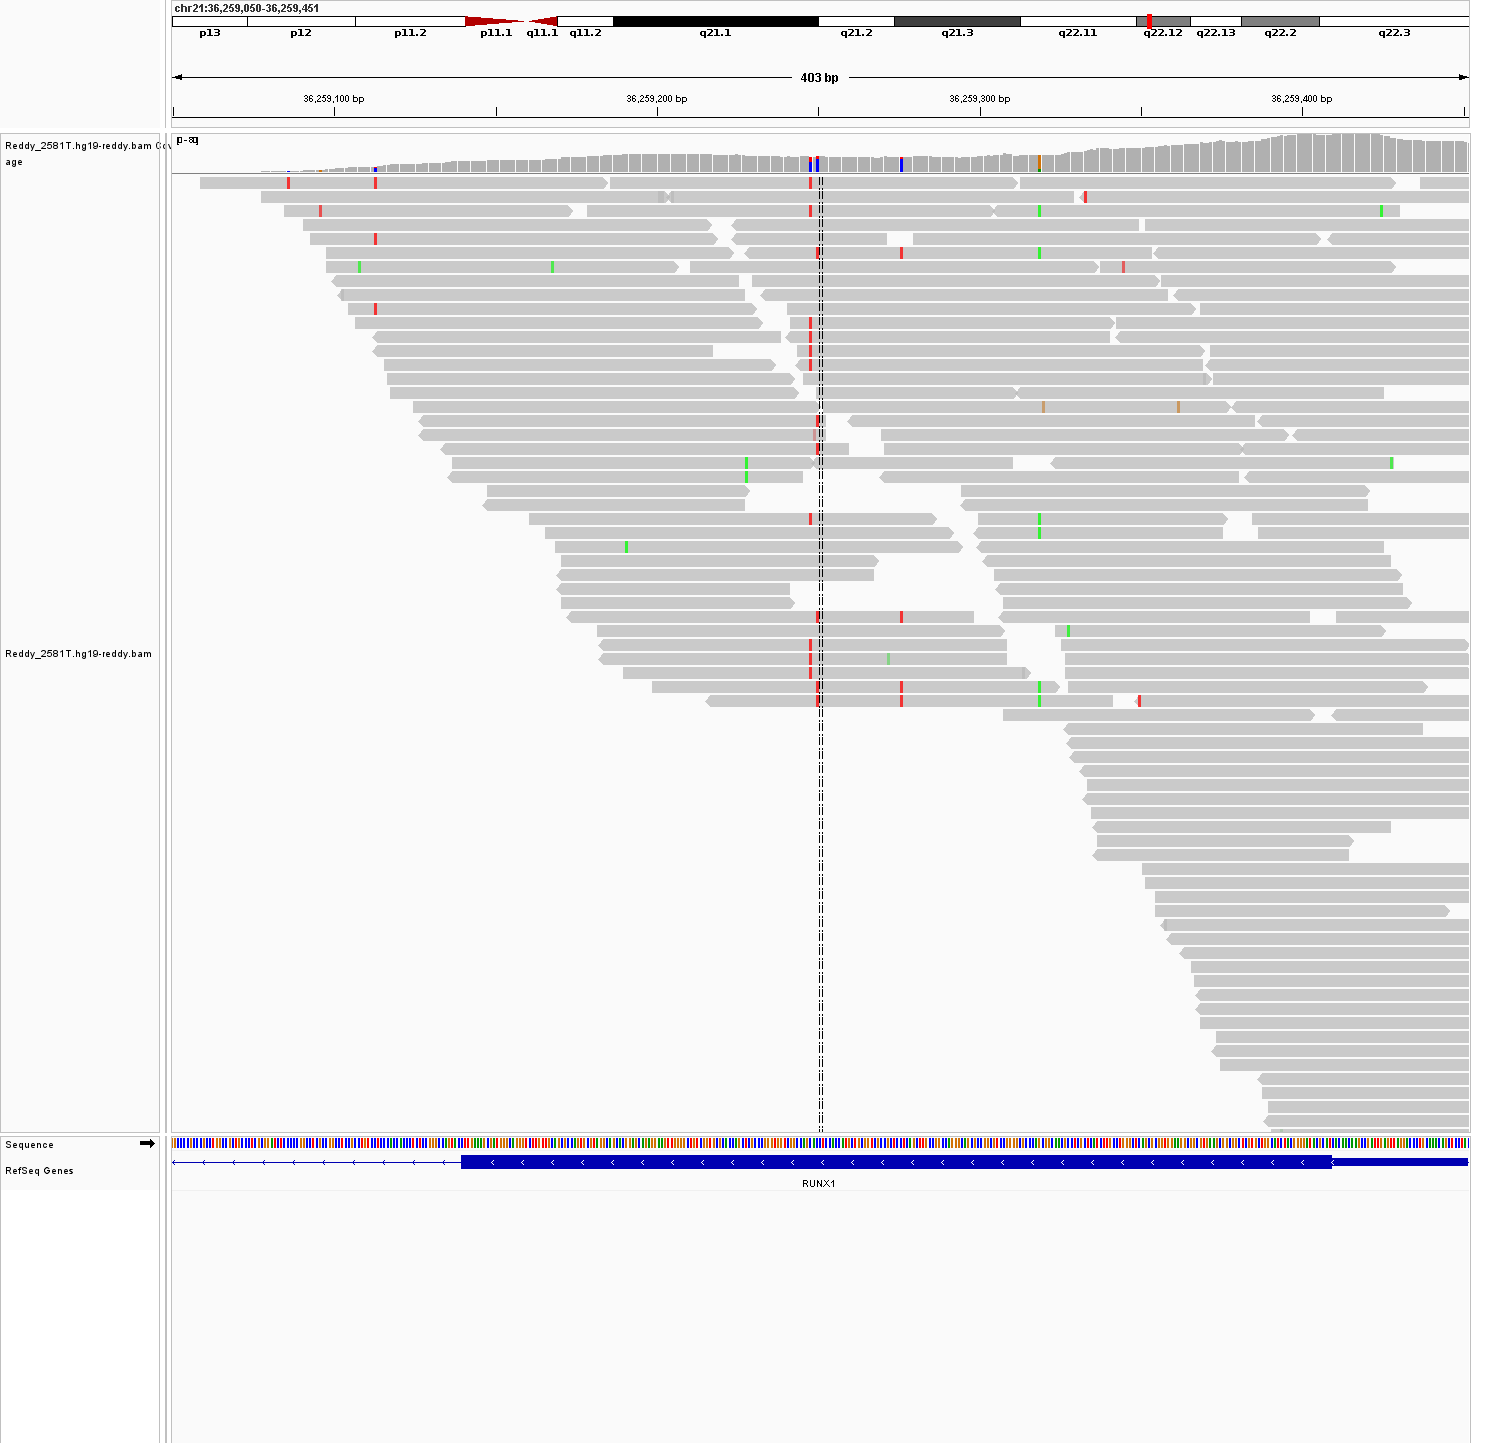 chr21:36,259,050-36,259,451
p13 p12 p11.2 p11.1 q11.1 q11.2 q21.1 q21.2 q21.3 q22.11 q22.12 q22.13 q22.2 q22.3
403 bp
36,259,100 bp 36,259,200 bp 36,259,300 bp 36,259,400 bp
Reddy_2581T.hg19-reddy.bam Cov
age
Reddy_2581T.hg19-reddy.bam
Sequence
RefSeq Genes
RUNX1